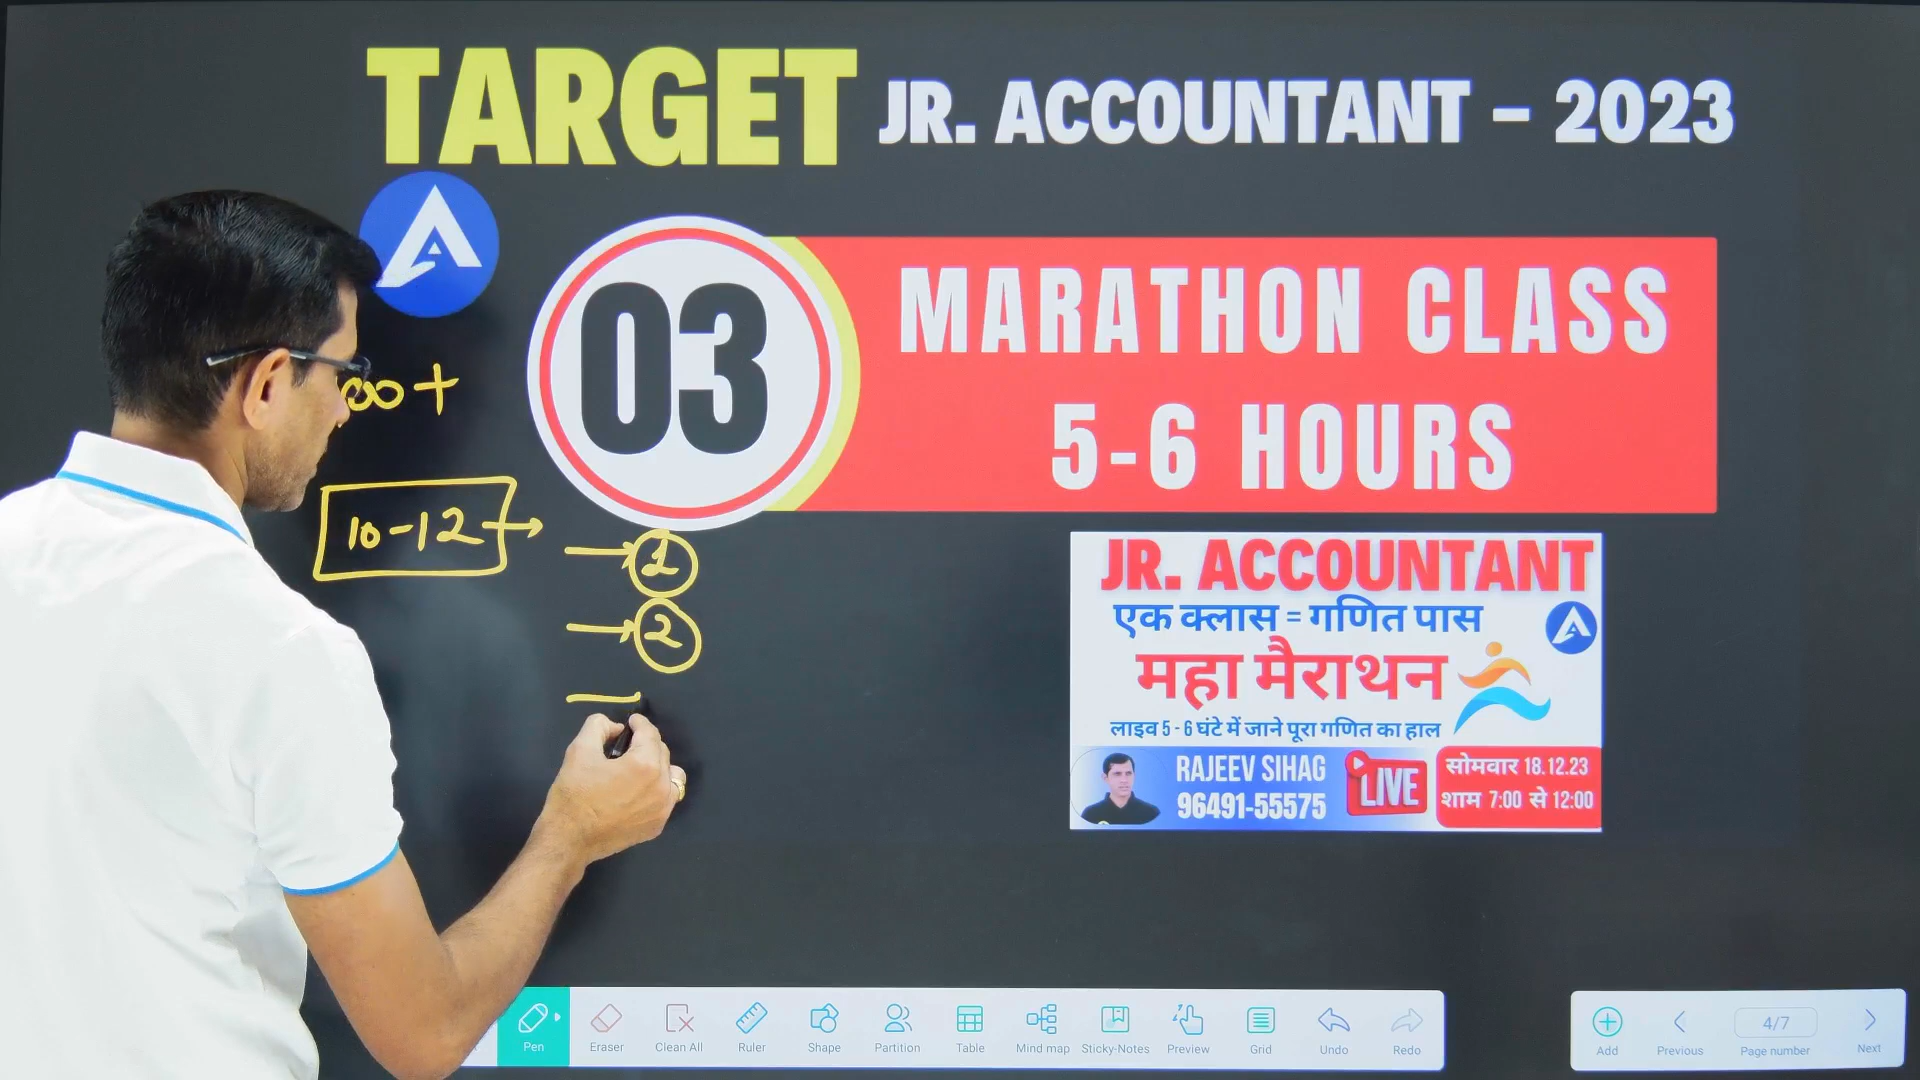 TARGET JR. ACCOUNTANT - 2023
03
MARATHON CLASS
5-6 HOURS
00+
10-12
1
2
JR. ACCOUNTANT
एक क्लास = गणित पास
महा मैराथन
लाइव 5 - 6 घंटे में जाने पूरा गणित का हाल
RAJEEV SIHAG
96491-55575
LIVE
सोमवार 18.12.23
शाम 7:00 से 12:00
Pen
Eraser
Clean All
Ruler
Shape
Partition
Table
Mind map
Sticky-Notes
Preview
Grid
Undo
Redo
Add
Previous
4/7
Page number
Next